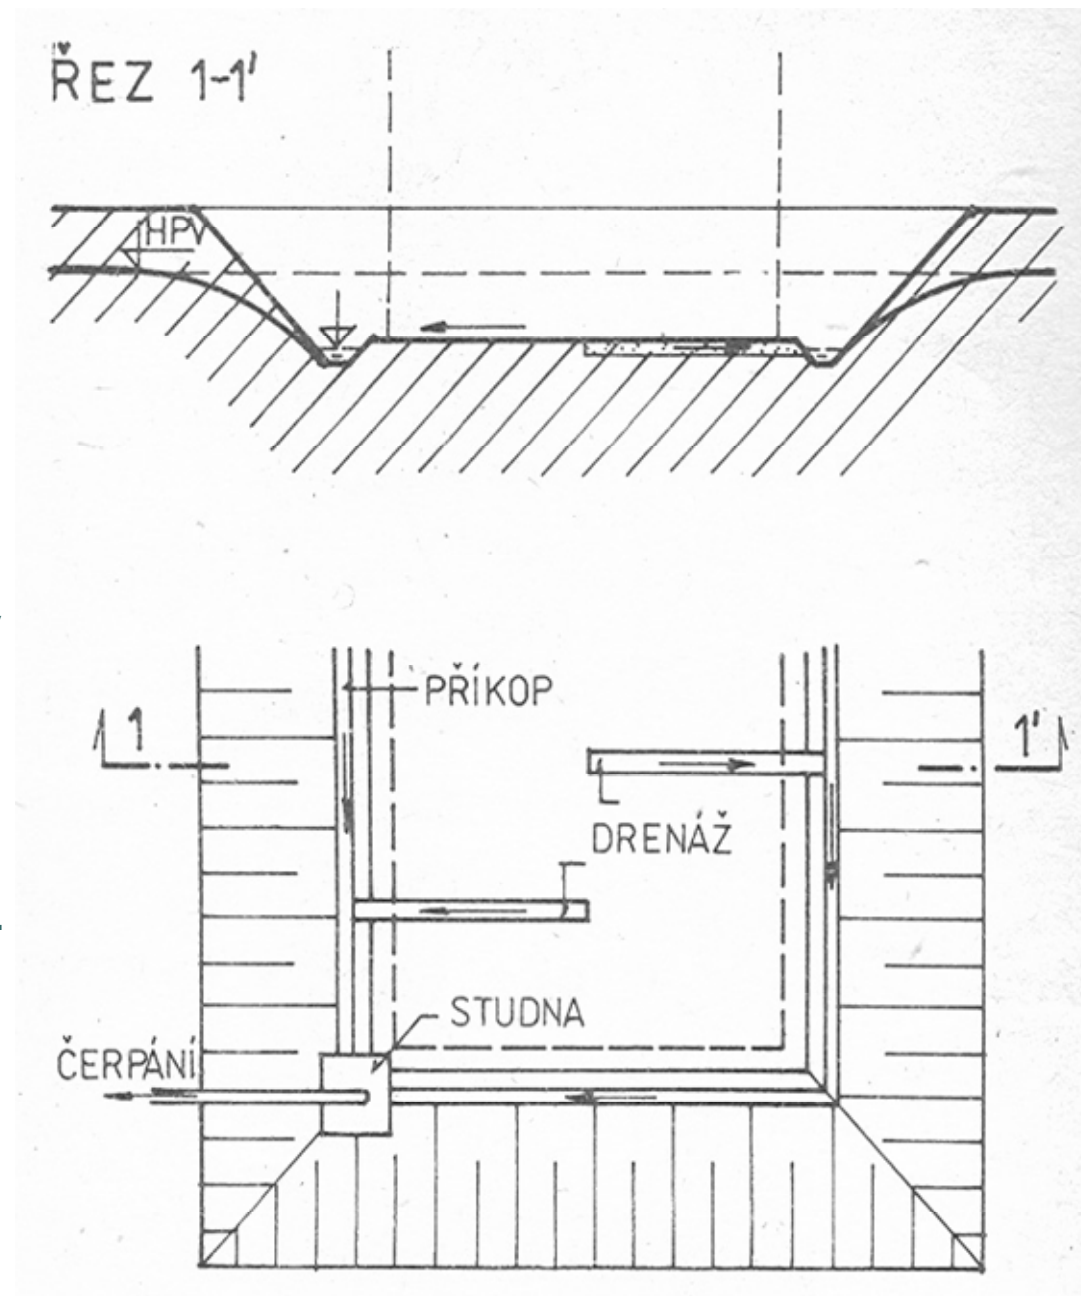 ŘEZ 1-1'
HPV
PŘÍKOP
1
1'
DRENÁŽ
STUDNA
ČERPÁNÍ